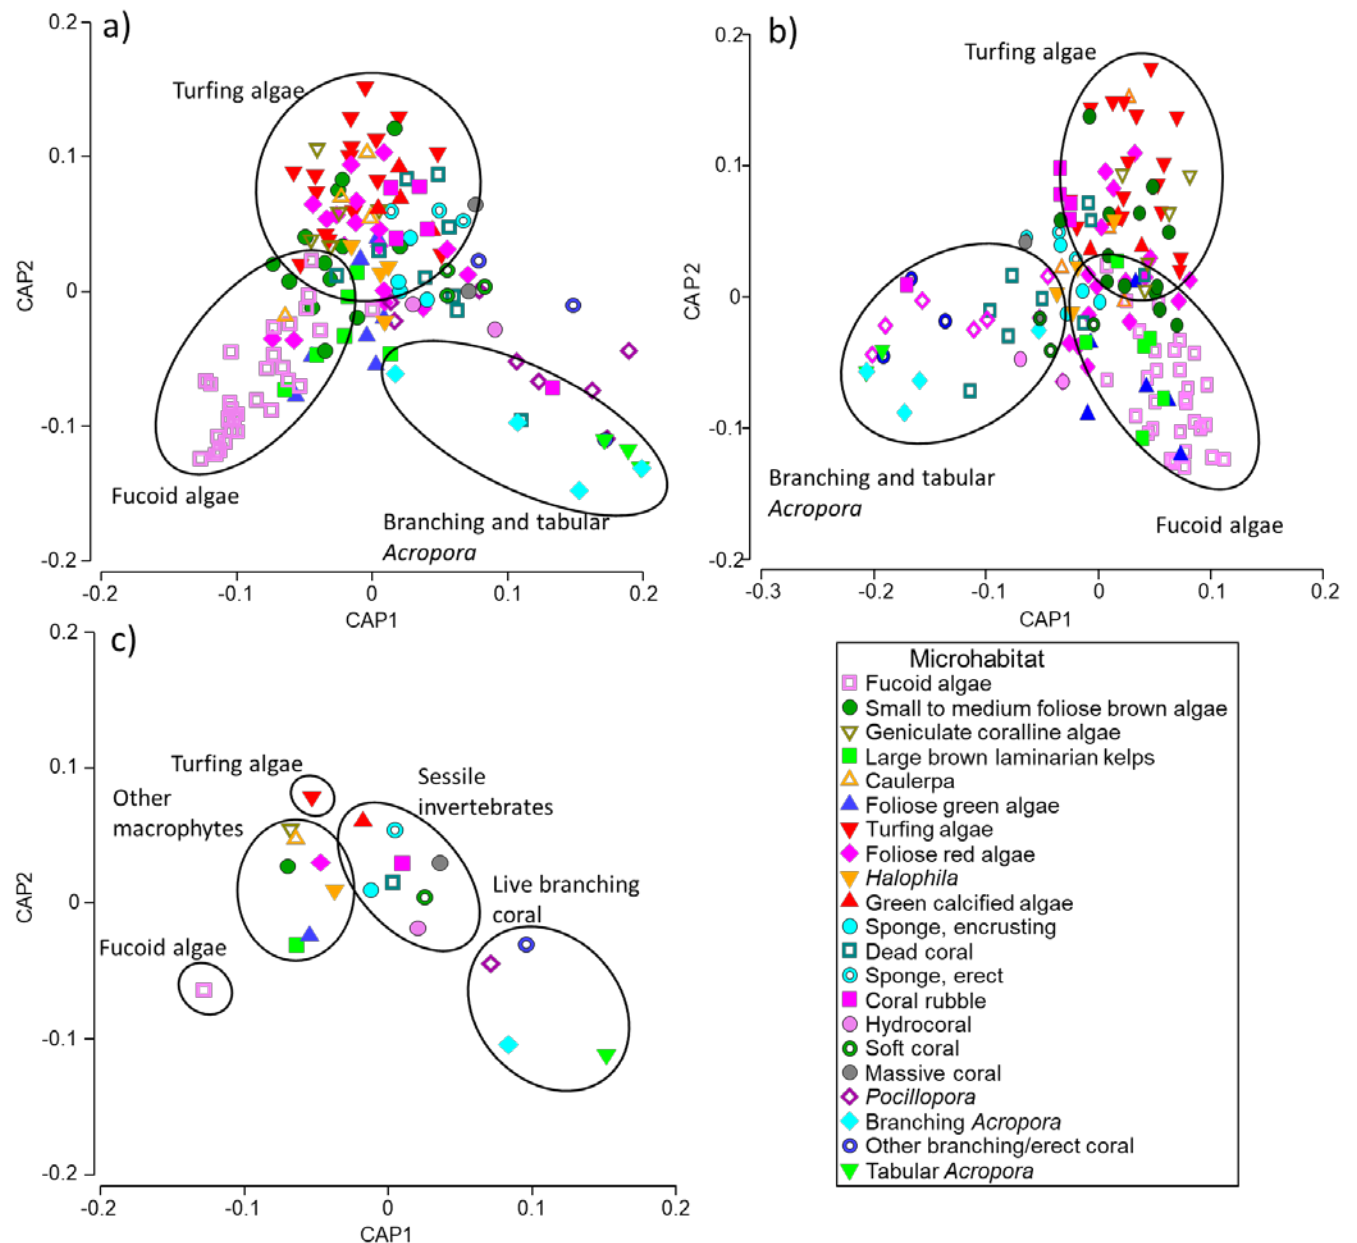 a)
0.2
0.1
0
-0.1
-0.2
CAP2
Turfing algae
Fucoid algae
Branching and tabular
Acropora
-0.2
-0.1
0
0.1
0.2
CAP1
b)
0.2
0.1
0
-0.1
-0.2
CAP2
Turfing algae
Branching and tabular
Acropora
Fucoid algae
-0.3
-0.2
-0.1
0
0.1
0.2
CAP1
c)
0.2
0.1
0
-0.1
-0.2
CAP2
Turfing algae
Other
macrophytes
Sessile
invertebrates
Live branching
coral
Fucoid algae
-0.2
-0.1
0
0.1
0.2
CAP1
Microhabitat
Fucoid algae
Small to medium foliose brown algae
Geniculate coralline algae
Large brown laminarian kelps
Caulerpa
Foliose green algae
Turfing algae
Foliose red algae
Halophila
Green calcified algae
Sponge, encrusting
Dead coral
Sponge, erect
Coral rubble
Hydrocoral
Soft coral
Massive coral
Pocillopora
Branching Acropora
Other branching/erect coral
Tabular Acropora